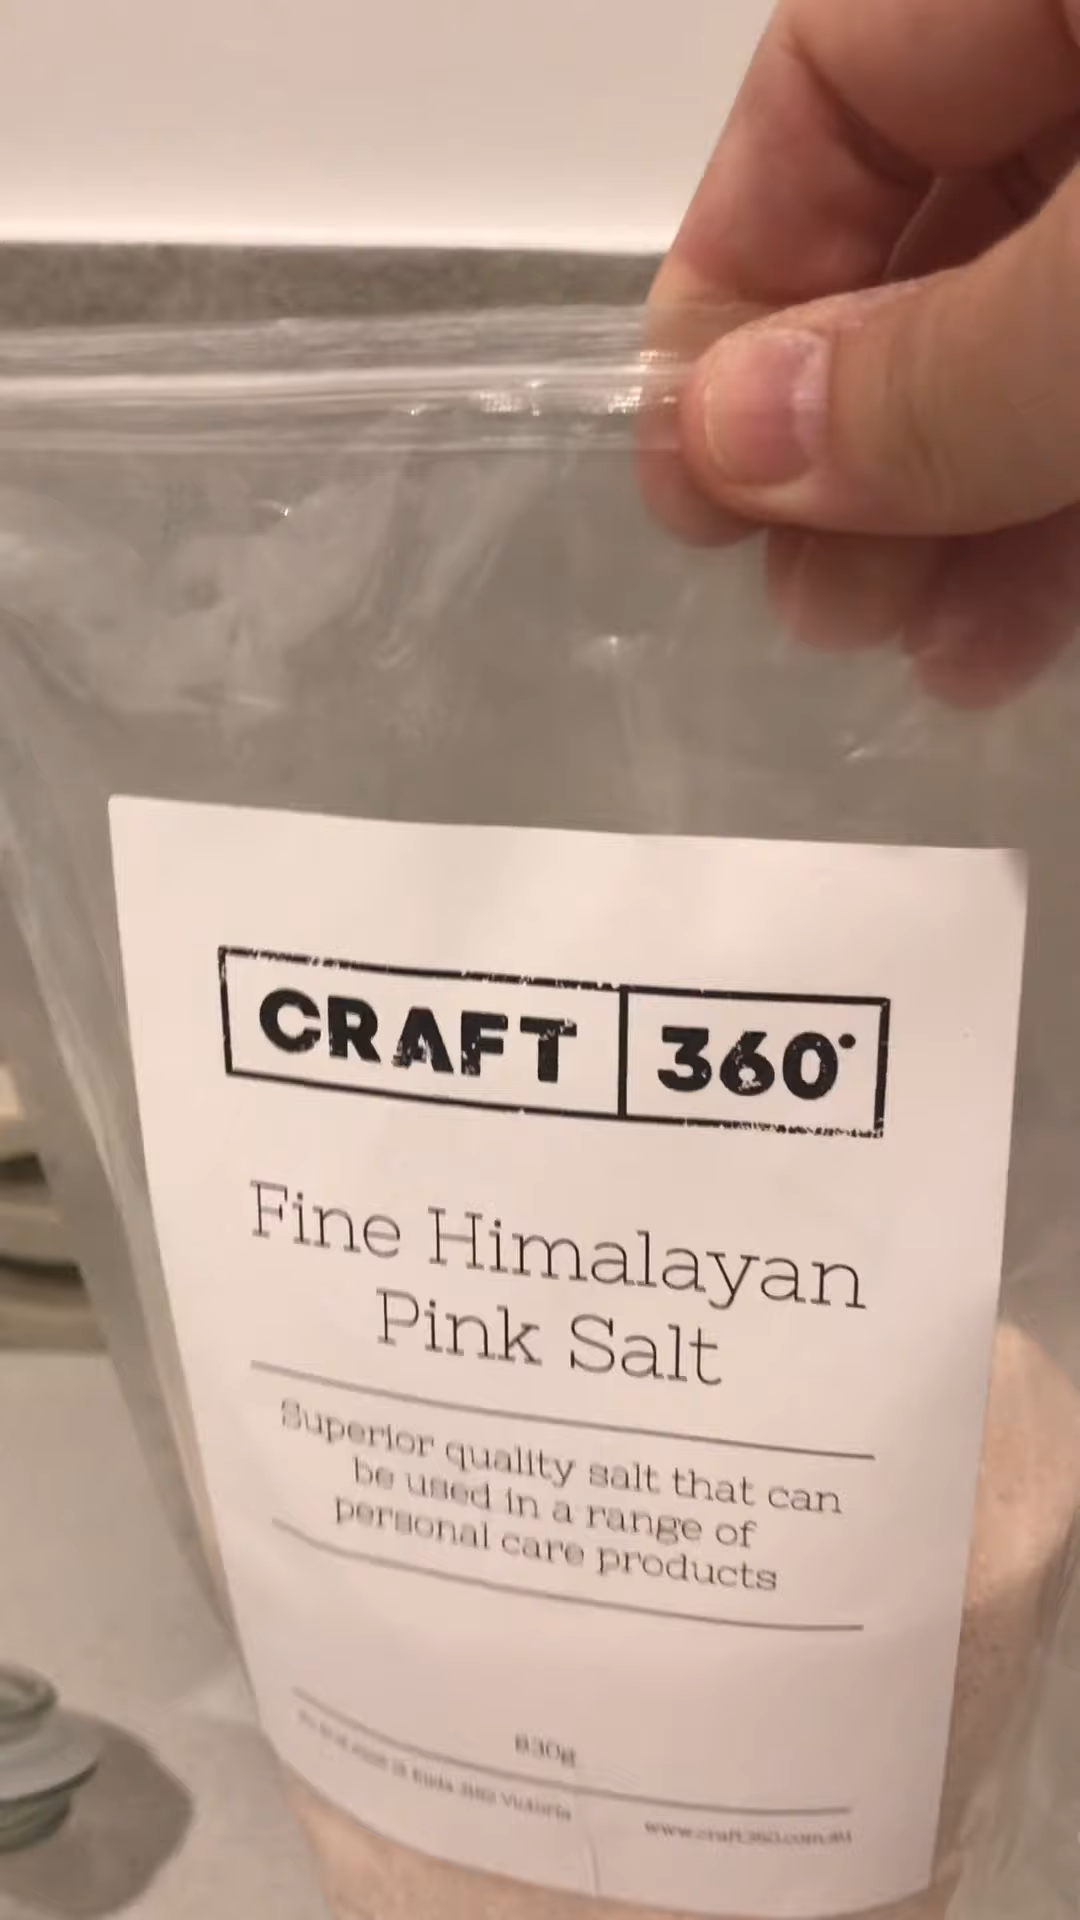 CRAFT 360°
Fine Himalayan
Pink Salt
Superior quality salt that can
be used in a range of
personal care products
830g
Victoria
www.craft360.com.au